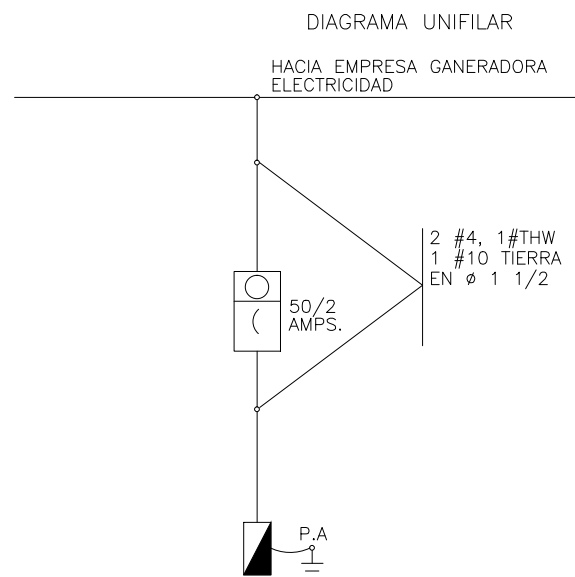 DIAGRAMA UNIFILAR
HACIA EMPRESA GANERADORA
ELECTRICIDAD
2 #4, 1#THW
1 #10 TIERRA
EN ø 1 1/2
50/2
AMPS.
P.A